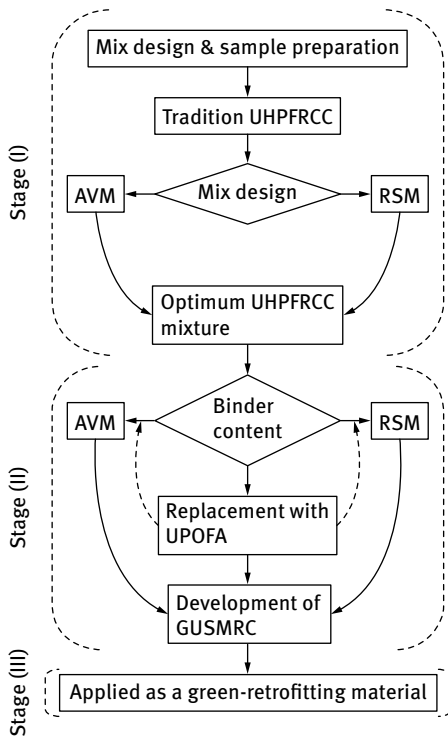 Mix design & sample preparation
Tradition UHPFRCC
Stage (I)
AVM
Mix design
RSM
Optimum UHPFRCC
mixture
Stage (II)
AVM
Binder
content
RSM
Replacement with
UPOFA
Development of
GUSMRC
Stage (III)
Applied as a green-retrofitting material